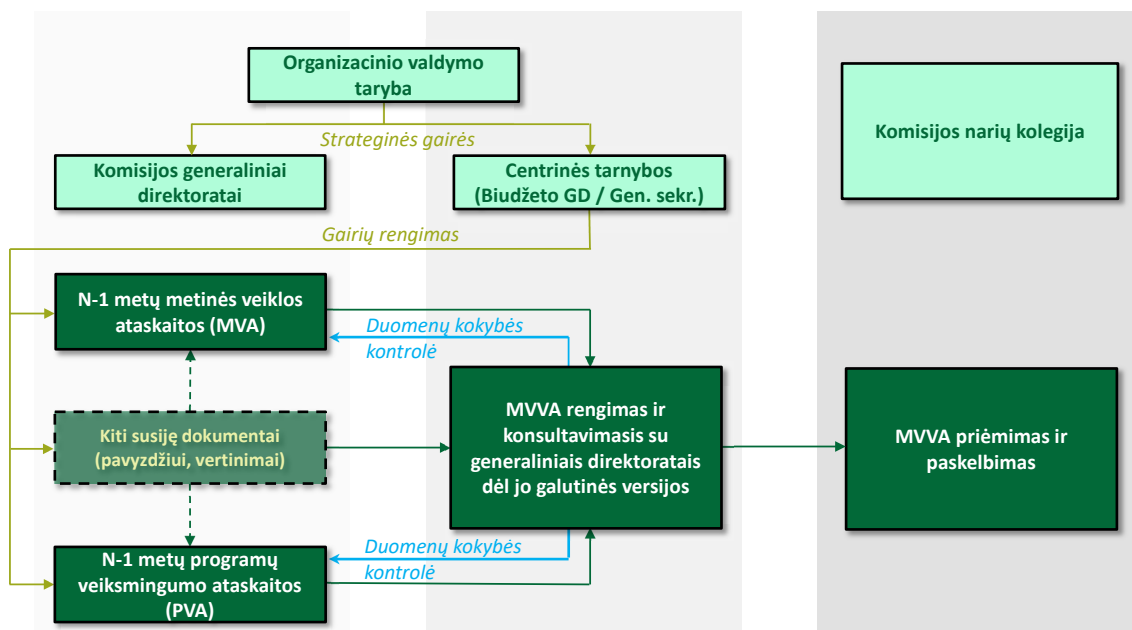 Organizacinio valdymo
taryba
Strateginės gairės
Komisijos generaliniai
direktoratai
Centrinės tarnybos
(Biudžeto GD / Gen. sekr.)
Komisijos narių kolegija
Gairių rengimas
N-1 metų metinės veiklos
ataskaitos (MVA)
Duomenų kokybės
kontrolė
Kiti susiję dokumentai
(pavyzdžiui, vertinimai)
MVVA rengimas ir
konsultavimasis su
generaliniais direktoratais
dėl jo galutinės versijos
MVVA priėmimas ir
paskelbimas
Duomenų kokybės
kontrolė
N-1 metų programų
veiksmingumo ataskaitos
(PVA)